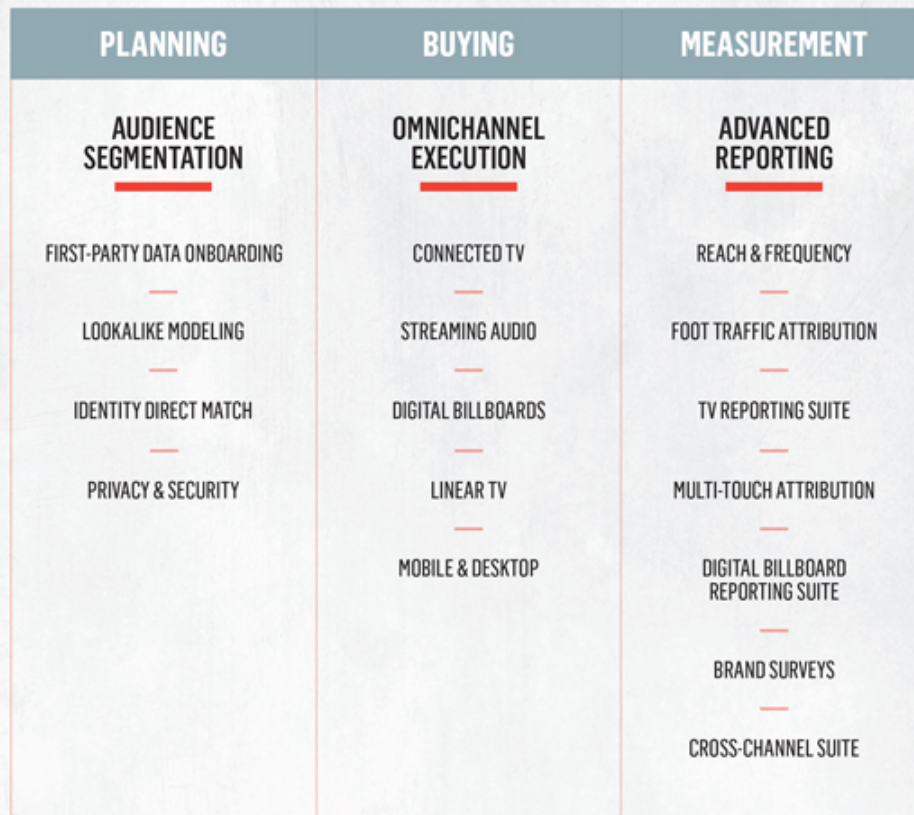 PLANNING
BUYING
MEASUREMENT
AUDIENCE
SEGMENTATION
FIRST-PARTY DATA ONBOARDING
LOOKALIKE MODELING
IDENTITY DIRECT MATCH
PRIVACY & SECURITY
OMNICHANNEL
EXECUTION
CONNECTED TV
STREAMING AUDIO
DIGITAL BILLBOARDS
LINEAR TV
MOBILE & DESKTOP
ADVANCED
REPORTING
REACH & FREQUENCY
FOOT TRAFFIC ATTRIBUTION
TV REPORTING SUITE
MULTI-TOUCH ATTRIBUTION
DIGITAL BILLBOARD
REPORTING SUITE
BRAND SURVEYS
CROSS-CHANNEL SUITE